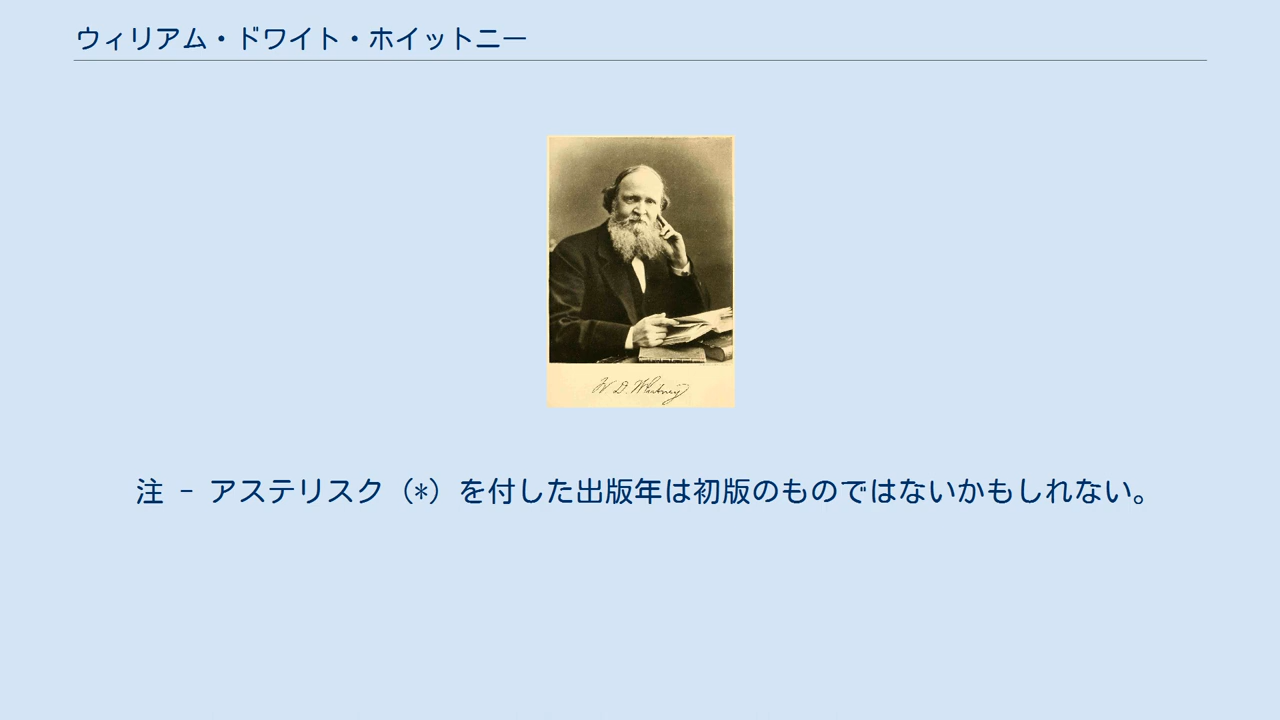 ウィリアム・ドワイト・ホイットニー
W. D. Whitney
注 － アステリスク（*）を付した出版年は初版のものではないかもしれない。